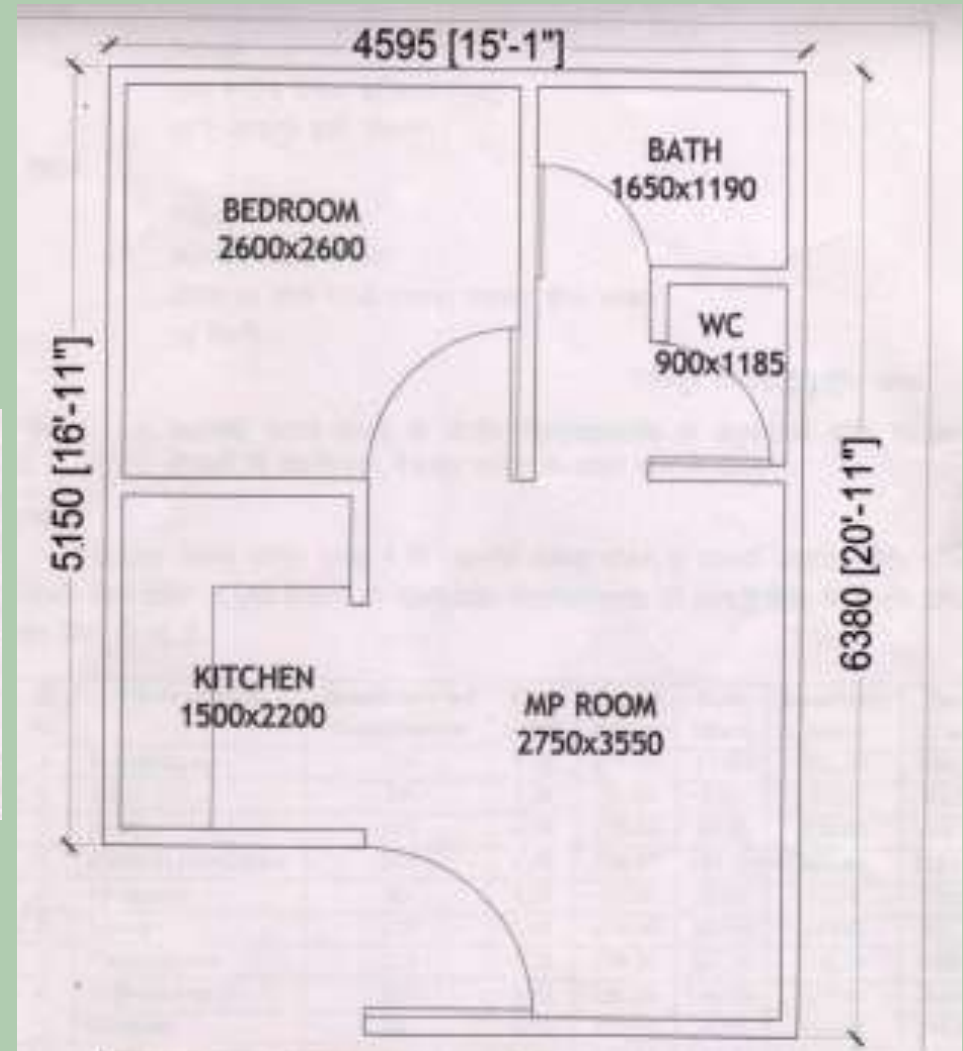 4595 [15'-1"]
BATH
1650x1190
BEDROOM
2600x2600
WC
900x1185
5150 [16'-11"]
6380 [20'-11"]
KITCHEN
1500x2200
MP ROOM
2750x3550